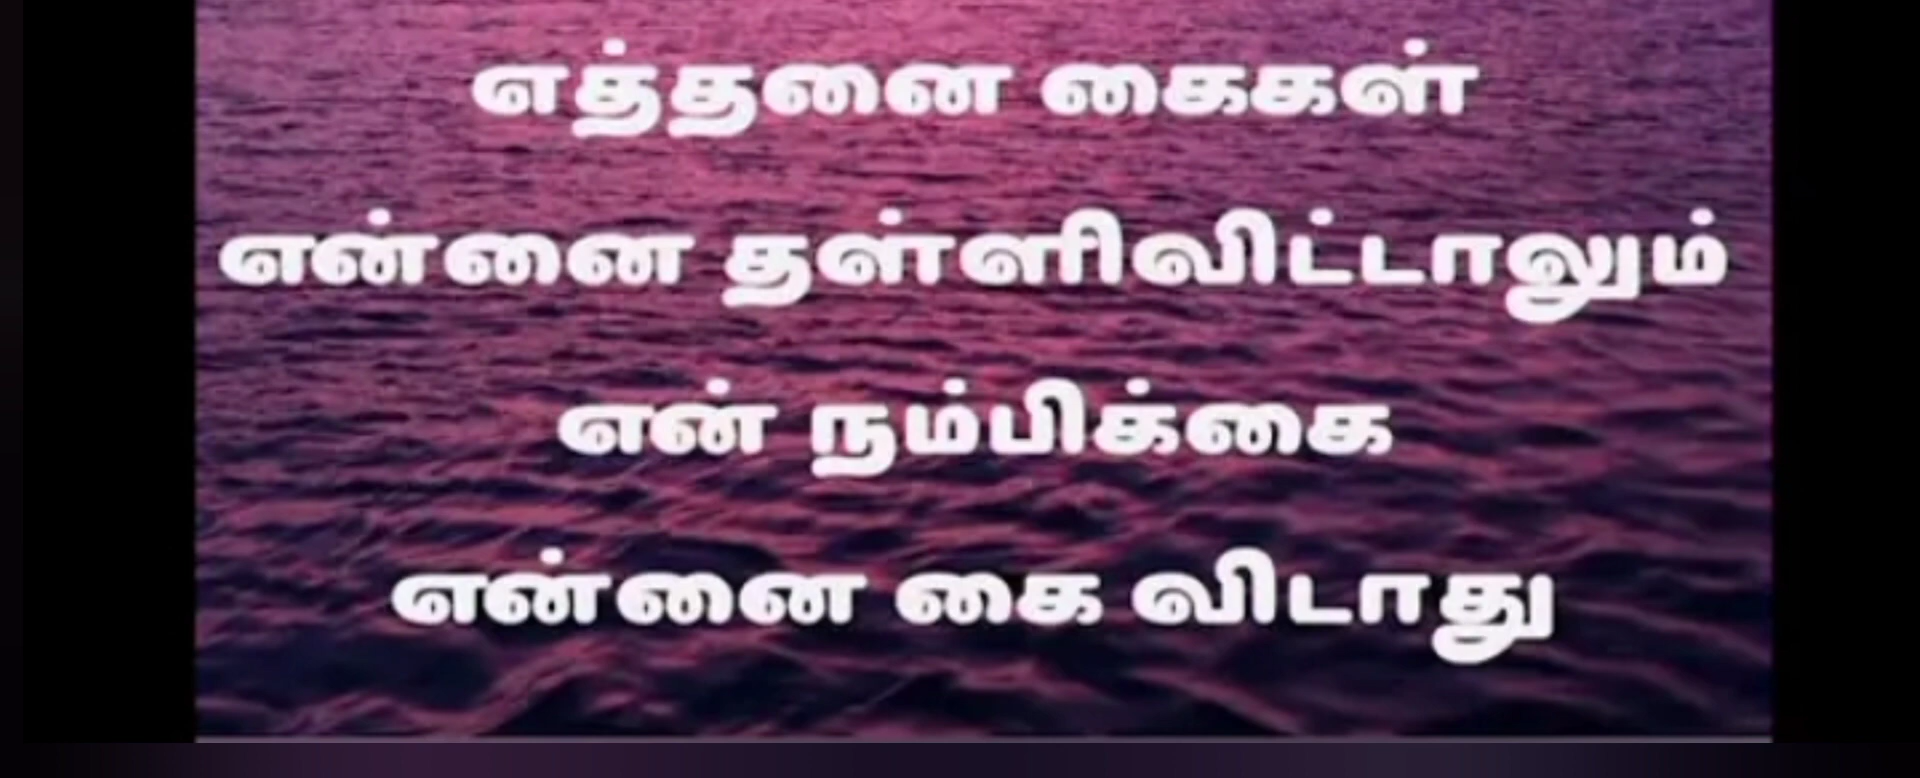 எத்தனை கைகள்
என்னை தள்ளிவிட்டாலும்
என் நம்பிக்கை
என்னை கை விடாது